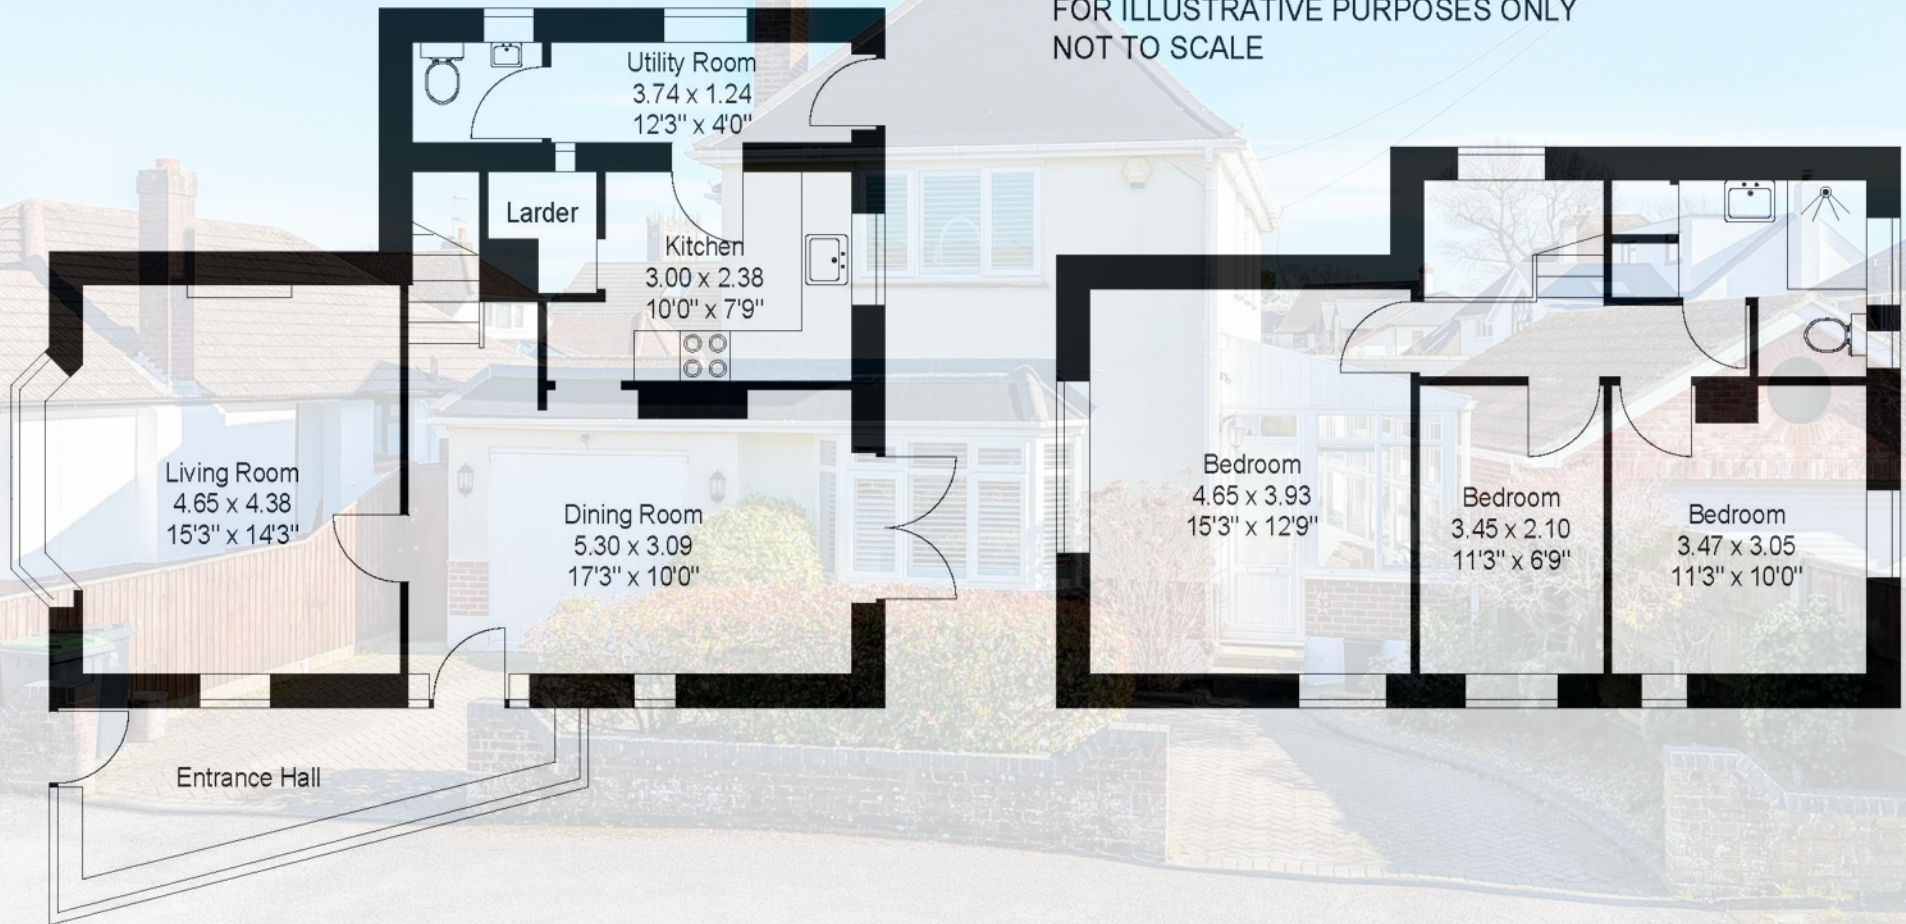 FOR ILLUSTRATIVE PURPOSES ONLY
NOT TO SCALE
Utility Room
3.74 x 1.24
12'3" x 4'0"
Larder
Kitchen
3.00 x 2.38
10'0" x 7'9"
Living Room
4.65 x 4.38
15'3" x 14'3"
Dining Room
5.30 x 3.09
17'3" x 10'0"
Entrance Hall
Bedroom
4.65 x 3.93
15'3" x 12'9"
Bedroom
3.45 x 2.10
11'3" x 6'9"
Bedroom
3.47 x 3.05
11'3" x 10'0"